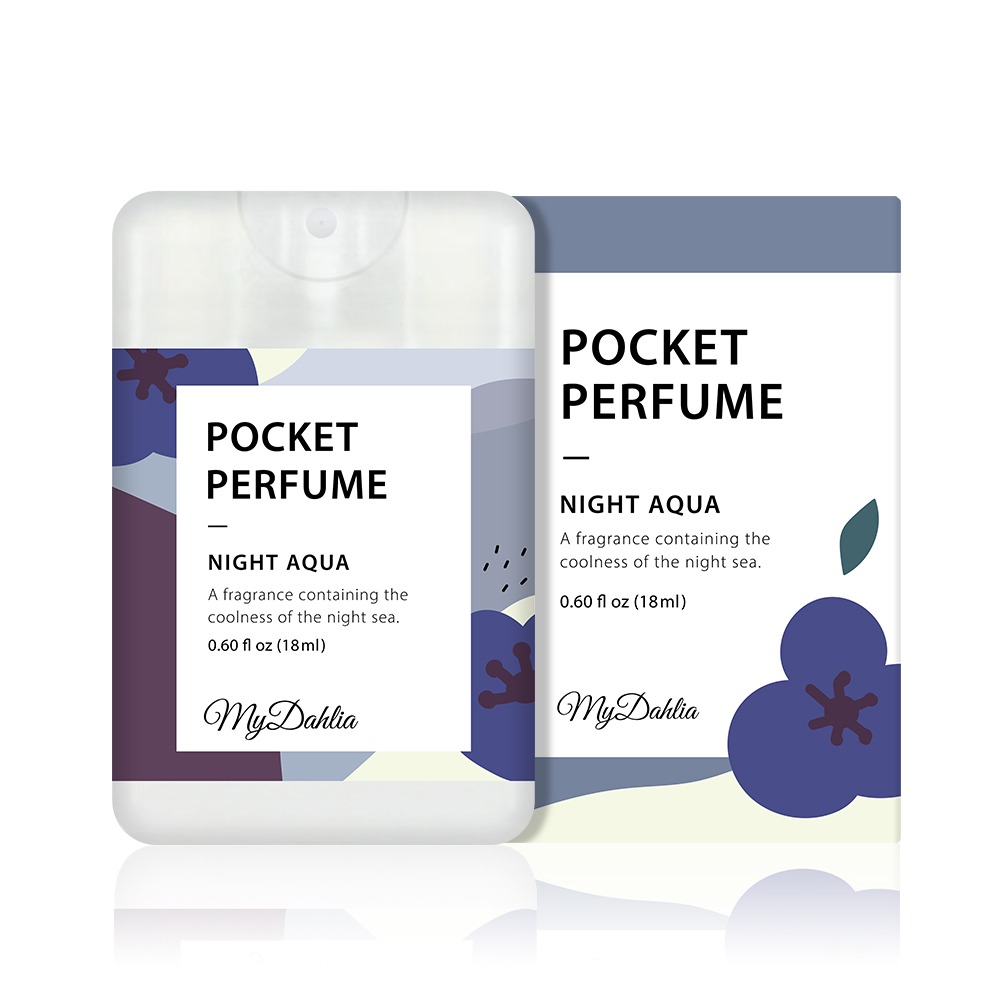 POCKET
PERFUME
—
NIGHT AQUA
A fragrance containing the
coolness of the night sea.
0.60 fl oz (18ml)
MyDahlia
POCKET
PERFUME
—
NIGHT AQUA
A fragrance containing the
coolness of the night sea.
0.60 fl oz (18ml)
MyDahlia